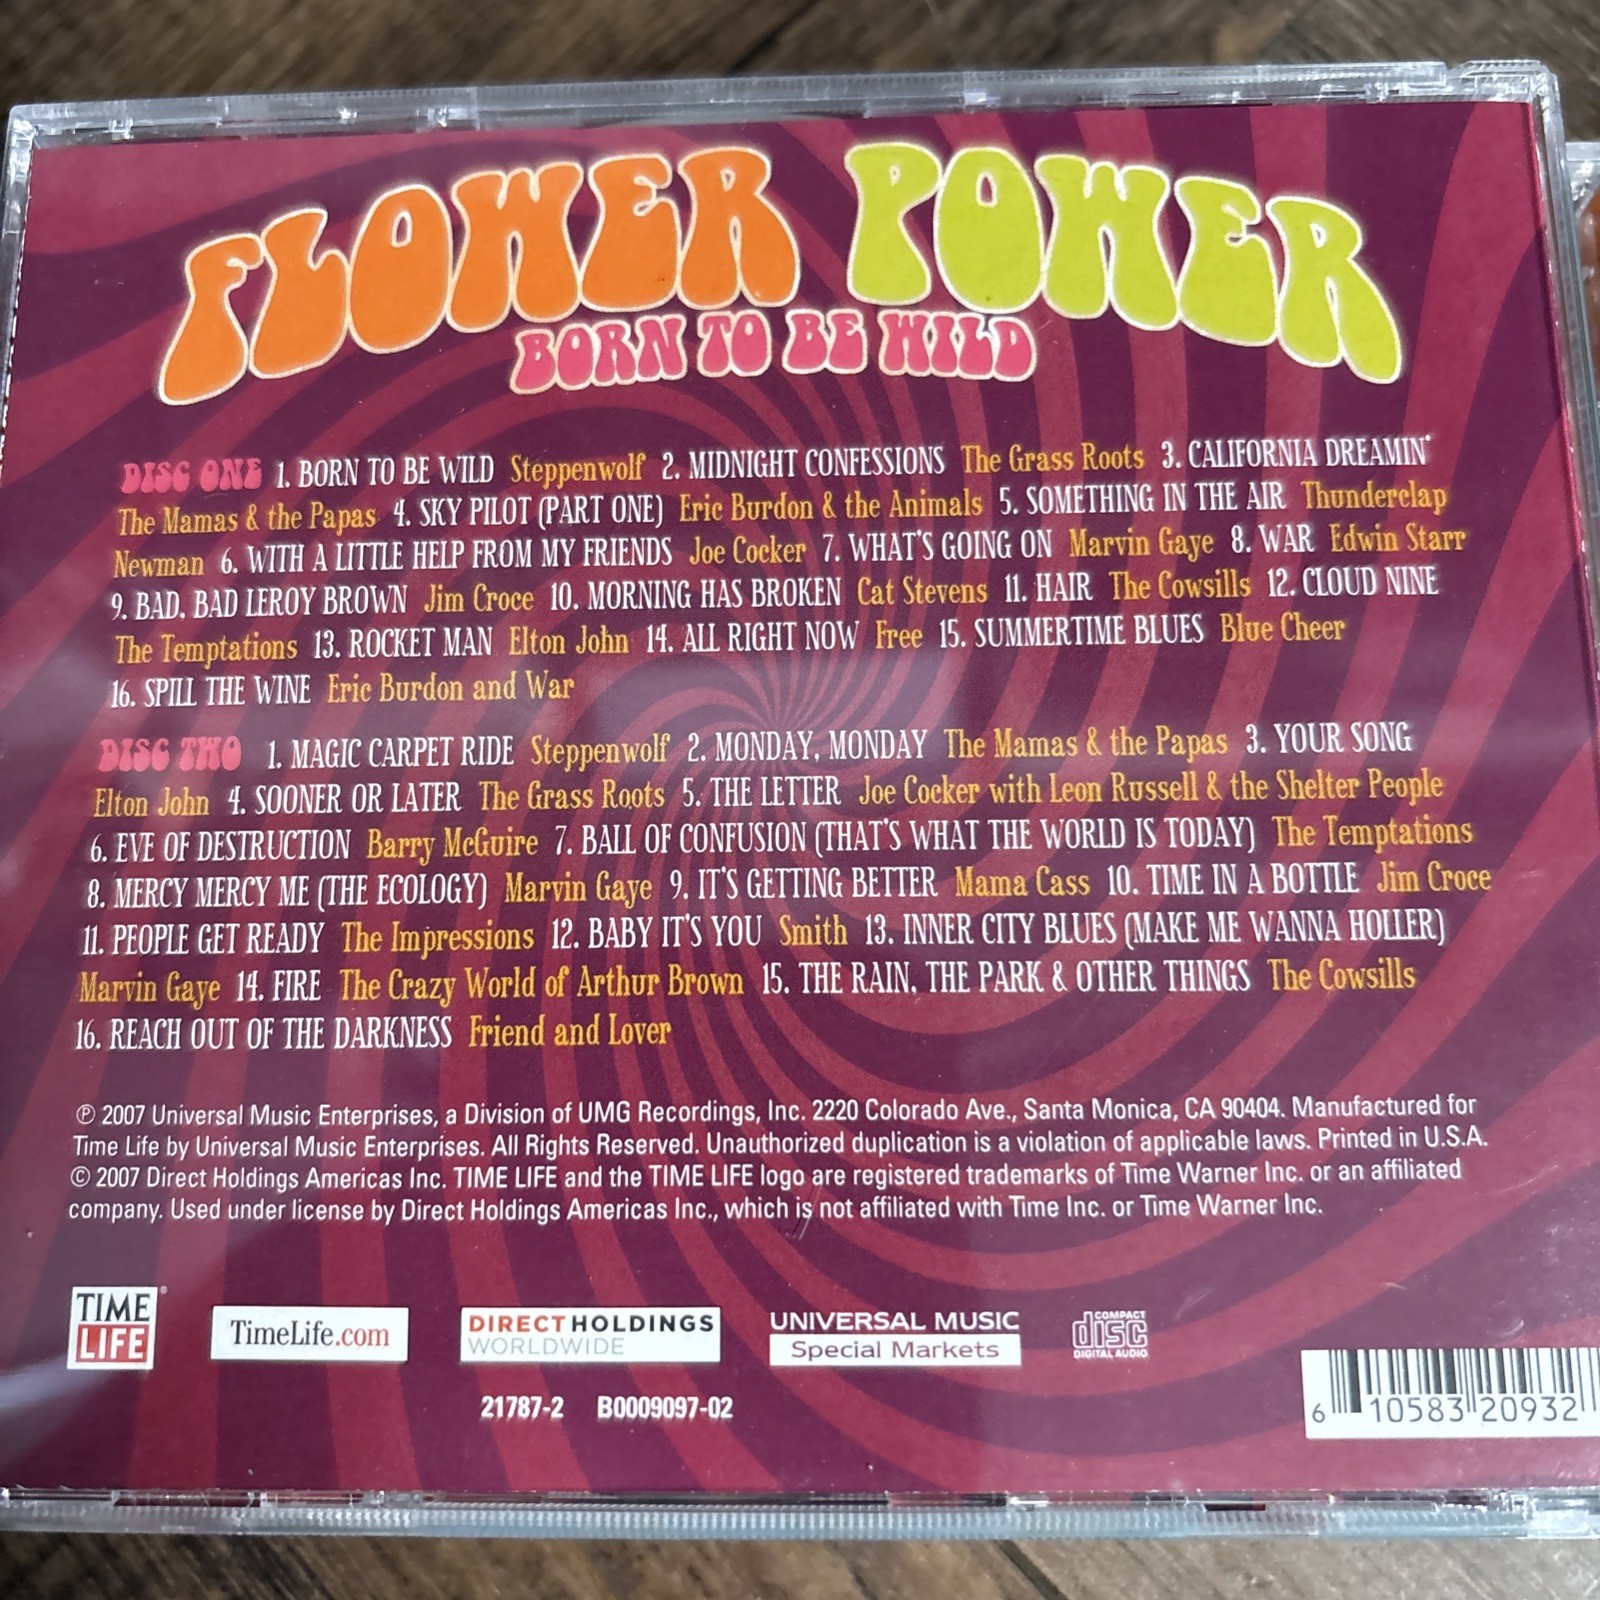 FLOWER POWER
BORN TO BE WILD
DISC ONE 1. BORN TO BE WILD Steppenwolf 2. MIDNIGHT CONFESSIONS The Grass Roots 3. CALIFORNIA DREAMIN'
The Mamas & the Papas 4. SKY PILOT (PART ONE) Eric Burdon & the Animals 5. SOMETHING IN THE AIR Thunderclap
Newman 6. WITH A LITTLE HELP FROM MY FRIENDS Joe Cocker 7. WHAT'S GOING ON Marvin Gaye 8. WAR Edwin Starr
9. BAD, BAD LEROY BROWN Jim Croce 10. MORNING HAS BROKEN Cat Stevens 11. HAIR The Cowsills 12. CLOUD NINE
The Temptations 13. ROCKET MAN Elton John 14. ALL RIGHT NOW Free 15. SUMMERTIME BLUES Blue Cheer
16. SPILL THE WINE Eric Burdon and War
DISC TWO 1. MAGIC CARPET RIDE Steppenwolf 2. MONDAY, MONDAY The Mamas & the Papas 3. YOUR SONG
Elton John 4. SOONER OR LATER The Grass Roots 5. THE LETTER Joe Cocker with Leon Russell & the Shelter People
6. EVE OF DESTRUCTION Barry McGuire 7. BALL OF CONFUSION (THAT'S WHAT THE WORLD IS TODAY) The Temptations
8. MERCY MERCY ME (THE ECOLOGY) Marvin Gaye 9. IT'S GETTING BETTER Mama Cass 10. TIME IN A BOTTLE Jim Croce
11. PEOPLE GET READY The Impressions 12. BABY IT'S YOU Smith 13. INNER CITY BLUES (MAKE ME WANNA HOLLER)
Marvin Gaye 14. FIRE The Crazy World of Arthur Brown 15. THE RAIN, THE PARK & OTHER THINGS The Cowsills
16. REACH OUT OF THE DARKNESS Friend and Lover
℗ 2007 Universal Music Enterprises, a Division of UMG Recordings, Inc. 2220 Colorado Ave., Santa Monica, CA 90404. Manufactured for
Time Life by Universal Music Enterprises. All Rights Reserved. Unauthorized duplication is a violation of applicable laws. Printed in U.S.A.
© 2007 Direct Holdings Americas Inc. TIME LIFE and the TIME LIFE logo are registered trademarks of Time Warner Inc. or an affiliated
company. Used under license by Direct Holdings Americas Inc., which is not affiliated with Time Inc. or Time Warner Inc.
TIME
LIFE
®
TimeLife.com
DIRECT HOLDINGS
WORLDWIDE
UNIVERSAL MUSIC
Special Markets
COMPACT
disc
DIGITAL AUDIO
21787-2 B0009097-02
6 10583 20932